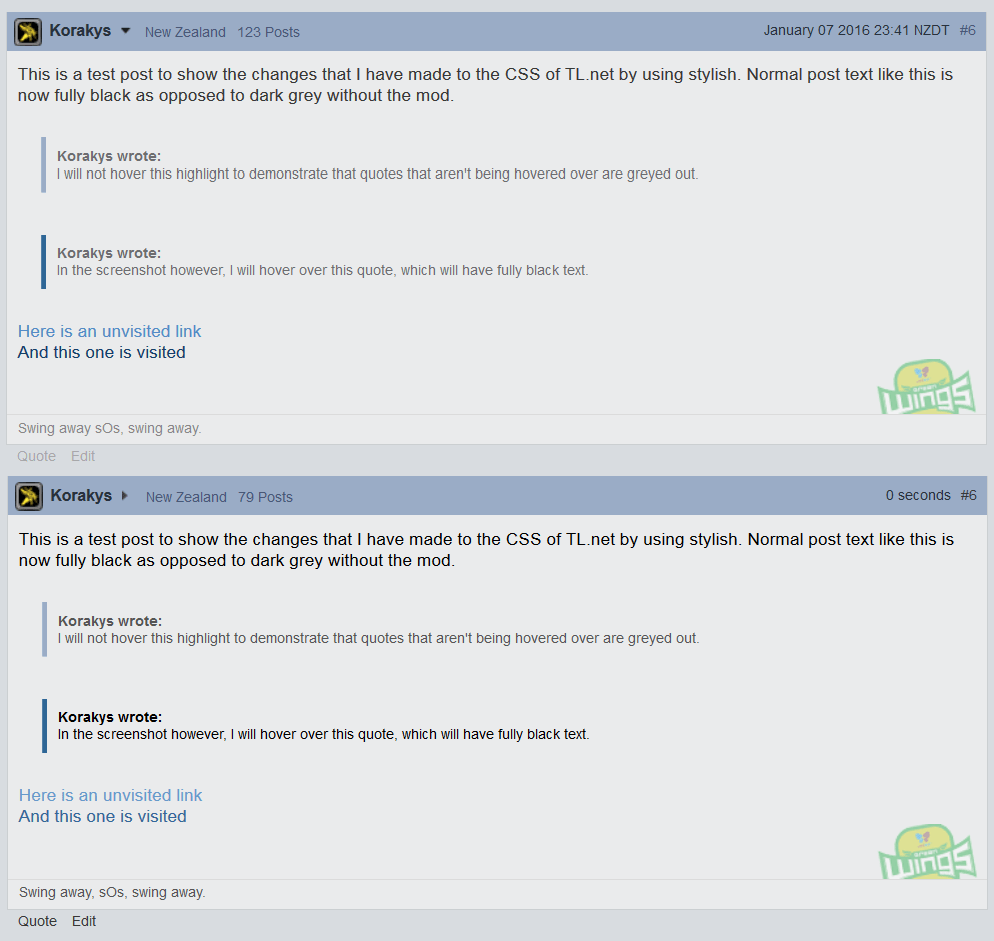 Korakys New Zealand 123 Posts January 07 2016 23:41 NZDT #6
This is a test post to show the changes that I have made to the CSS of TL.net by using stylish. Normal post text like this is
now fully black as opposed to dark grey without the mod.
Korakys wrote:
I will not hover this highlight to demonstrate that quotes that aren't being hovered over are greyed out.
Korakys wrote:
In the screenshot however, I will hover over this quote, which will have fully black text.
Here is an unvisited link
And this one is visited
green
wings
Swing away sOs, swing away.
Quote Edit
Korakys New Zealand 79 Posts 0 seconds #6
This is a test post to show the changes that I have made to the CSS of TL.net by using stylish. Normal post text like this is
now fully black as opposed to dark grey without the mod.
Korakys wrote:
I will not hover this highlight to demonstrate that quotes that aren't being hovered over are greyed out.
Korakys wrote:
In the screenshot however, I will hover over this quote, which will have fully black text.
Here is an unvisited link
And this one is visited
green
wings
Swing away, sOs, swing away.
Quote Edit